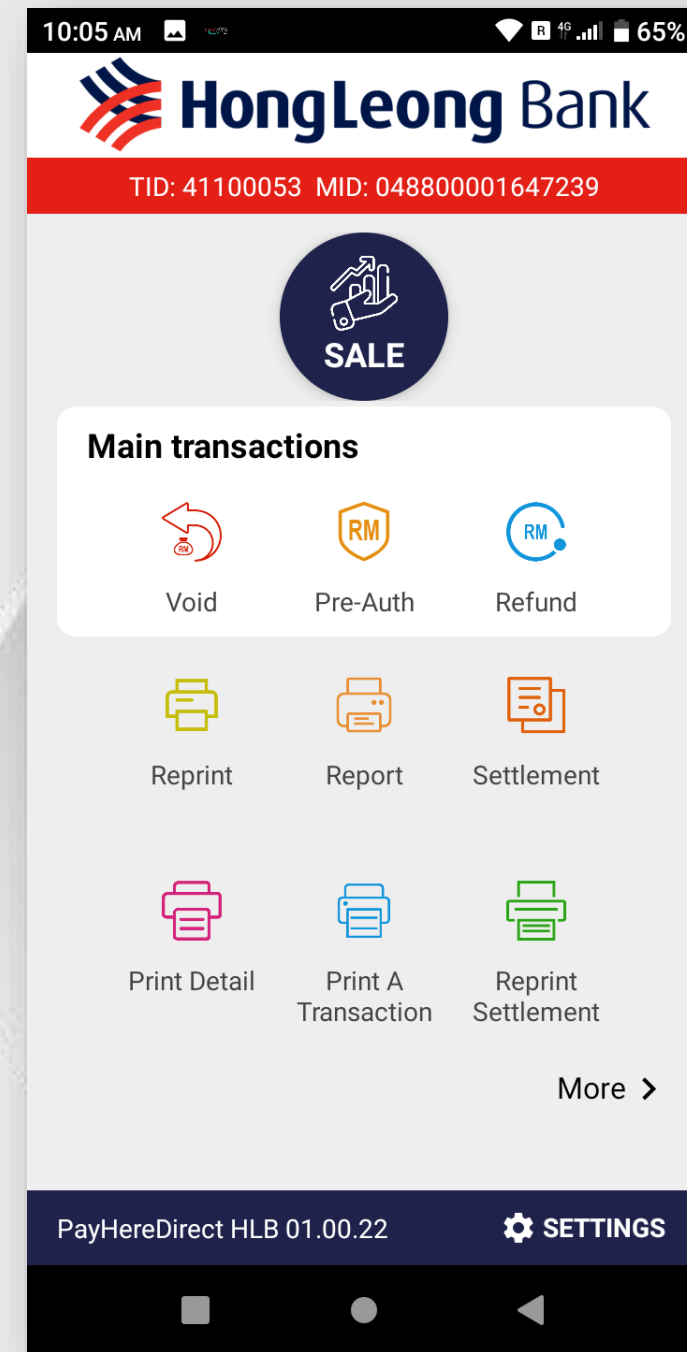 10:05 AM R 4G 65%
HongLeong Bank
TID: 41100053 MID: 048800001647239
SALE
Main transactions
RM RM RM
Void Pre-Auth Refund
Reprint Report Settlement
Print Detail Print A Transaction Reprint Settlement
More >
PayHereDirect HLB 01.00.22 SETTINGS